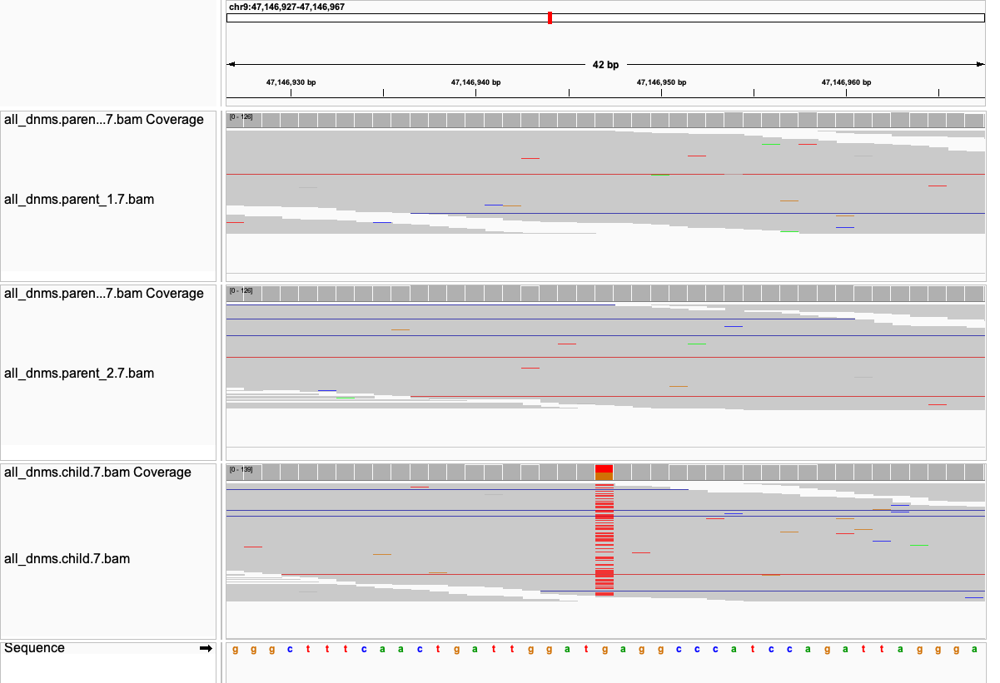 chr9:47,146,927-47,146,967
42 bp
47,146,930 bp 47,146,940 bp 47,146,950 bp 47,146,960 bp
all_dnms.paren...7.bam Coverage
[0 - 126]
all_dnms.parent_1.7.bam
all_dnms.paren...7.bam Coverage
[0 - 126]
all_dnms.parent_2.7.bam
all_dnms.child.7.bam Coverage
[0 - 139]
all_dnms.child.7.bam
Sequence
g g g c t t t c a a c t g a t t g g a t g a g g c c c a t c c a g a t t a g g g a